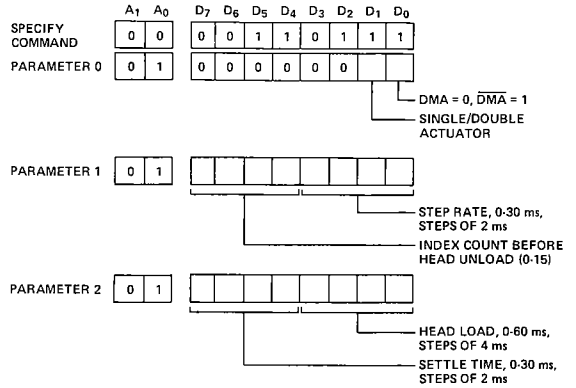 A1 A0 D7 D6 D5 D4 D3 D2 D1 D0
SPECIFY
COMMAND
0 0 0 0 1 1 0 1 1 1
PARAMETER 0
0 1 0 0 0 0 0 0
DMA = 0, D̅M̅A̅ = 1
SINGLE/DOUBLE
ACTUATOR
PARAMETER 1
0 1
STEP RATE, 0-30 ms,
STEPS OF 2 ms
INDEX COUNT BEFORE
HEAD UNLOAD (0-15)
PARAMETER 2
0 1
HEAD LOAD, 0-60 ms,
STEPS OF 4 ms
SETTLE TIME, 0-30 ms,
STEPS OF 2 ms